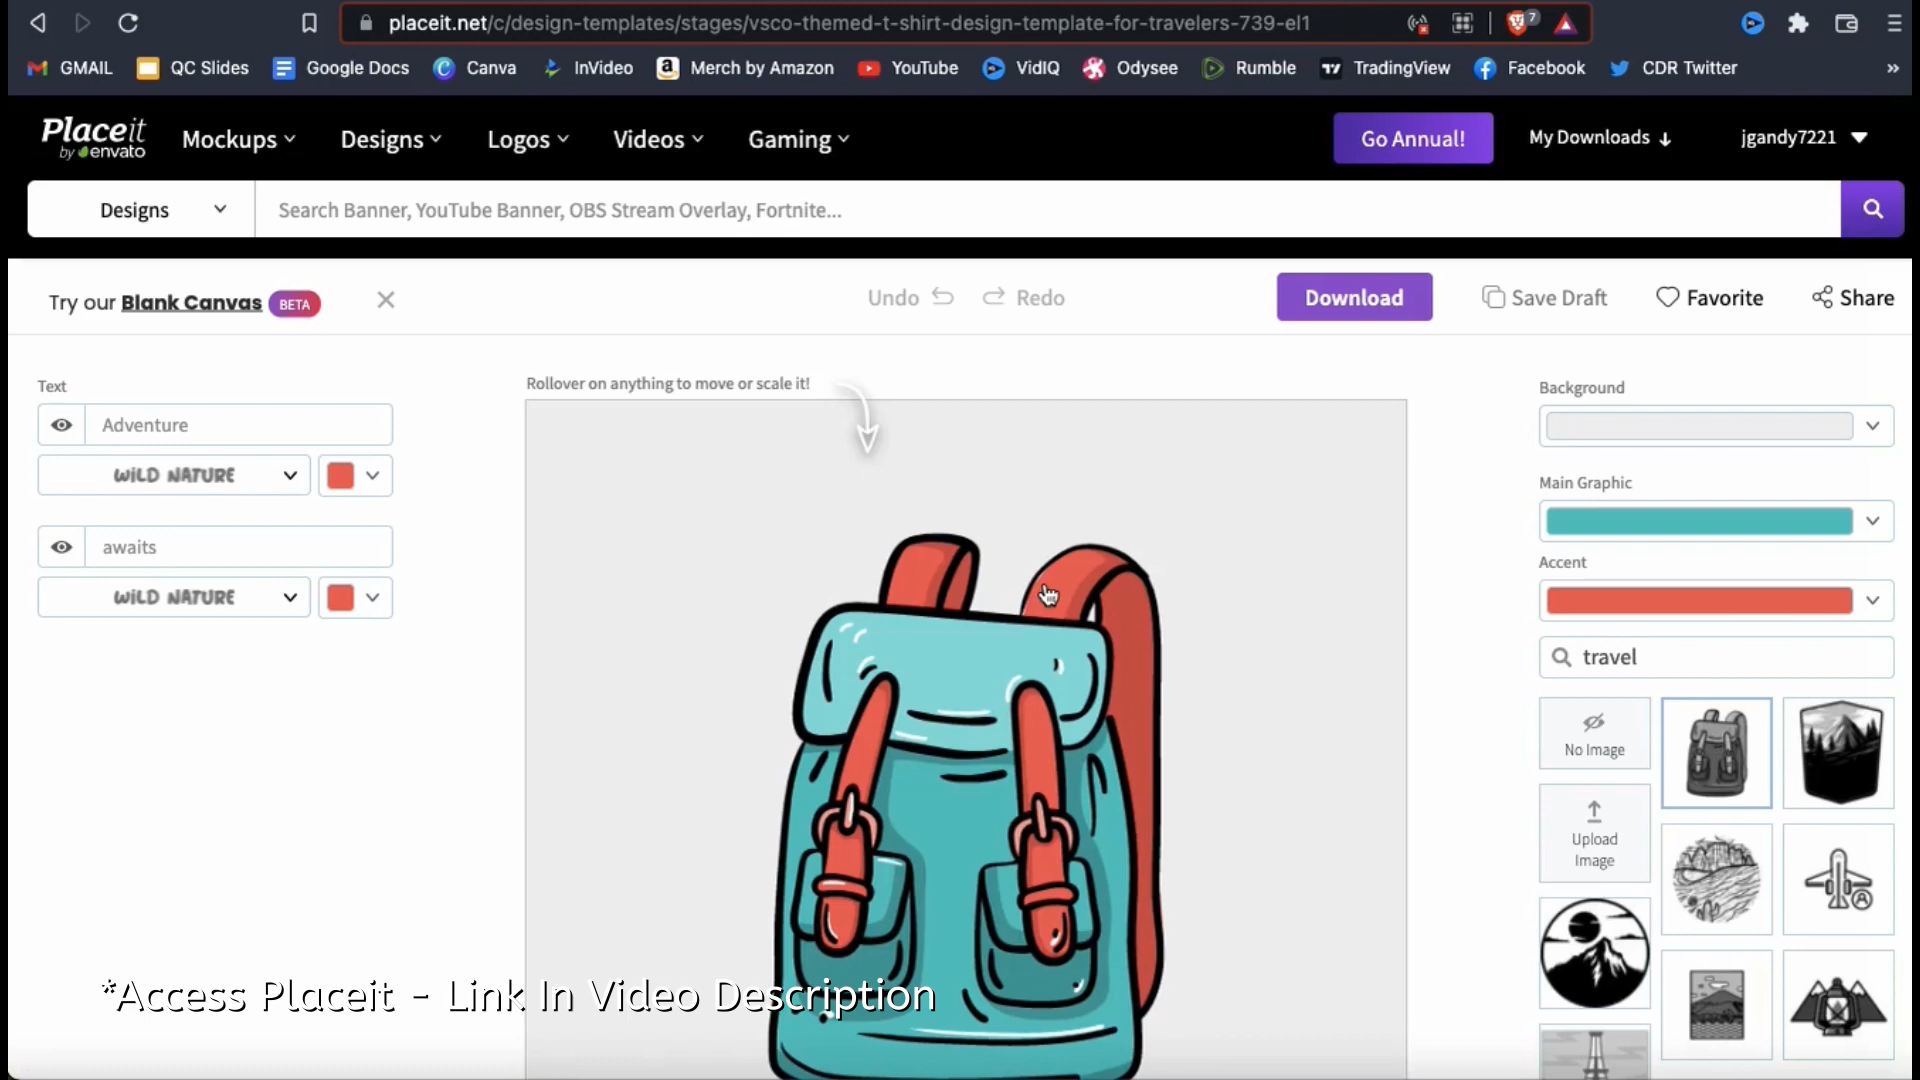 placeit.net/c/design-templates/stages/vsco-themed-t-shirt-design-template-for-travelers-739-el1
7
GMAIL QC Slides Google Docs Canva InVideo Merch by Amazon YouTube VidIQ Odysee Rumble TradingView Facebook CDR Twitter »
Placeit
by envato
Mockups Designs Logos Videos Gaming Go Annual! My Downloads jgandy7221
Designs Search Banner, YouTube Banner, OBS Stream Overlay, Fortnite...
Try our Blank Canvas BETA Undo Redo Download Save Draft Favorite Share
Text
Adventure
WILD NATURE
awaits
WILD NATURE
Rollover on anything to move or scale it!
Background
Main Graphic
Accent
travel
No Image
Upload
Image
*Access Placeit - Link In Video Description